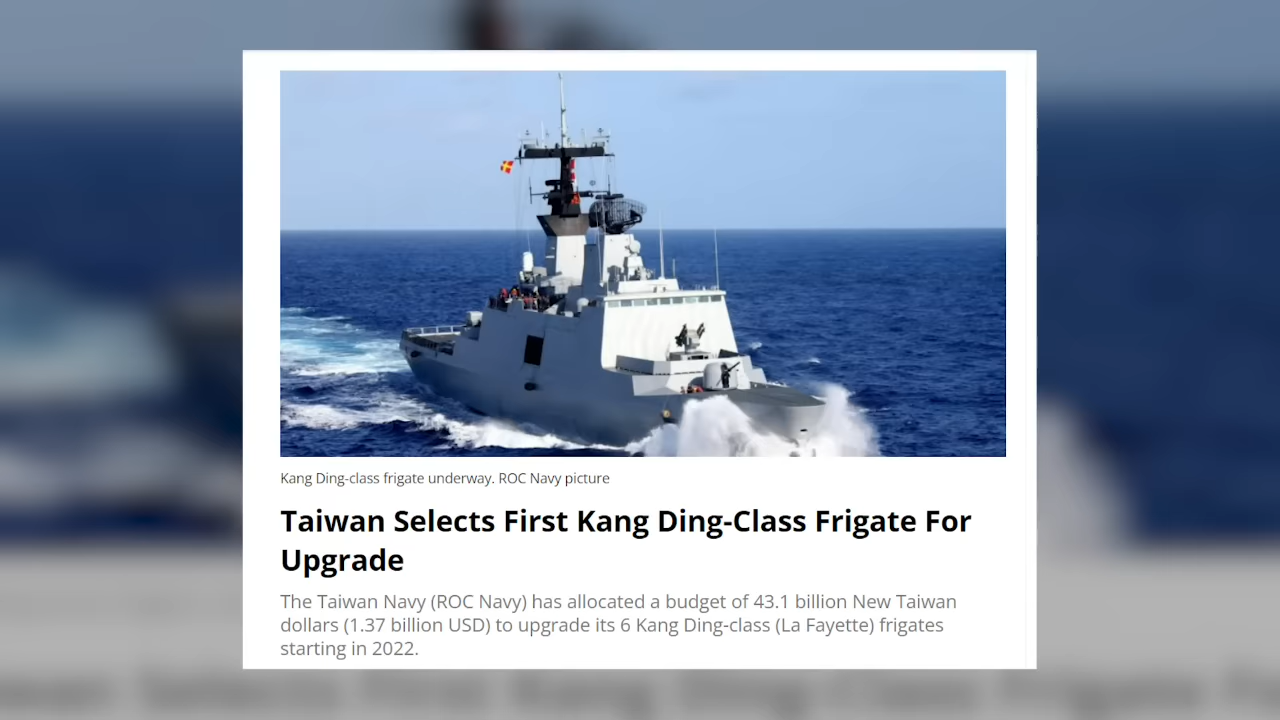 Kang Ding-class frigate underway. ROC Navy picture
Taiwan Selects First Kang Ding-Class Frigate For
Upgrade
The Taiwan Navy (ROC Navy) has allocated a budget of 43.1 billion New Taiwan
dollars (1.37 billion USD) to upgrade its 6 Kang Ding-class (La Fayette) frigates
starting in 2022.